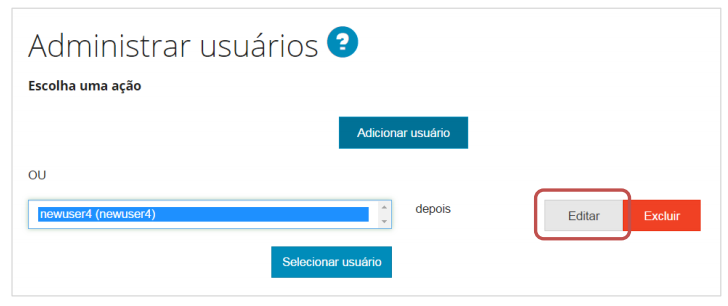 Administrar usuários ?
Escolha uma ação
Adicionar usuário
OU
newuser4 (newuser4) depois Editar Excluir
Selecionar usuário